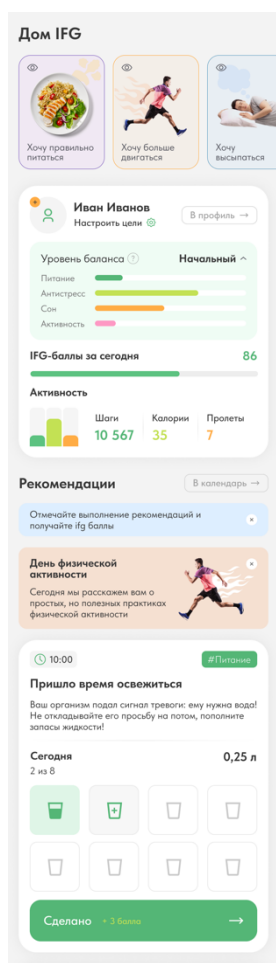 Дом IFG
Хочу правильно
питаться
Хочу больше
двигаться
Хочу
высыпаться
Иван Иванов
Настроить цели
В профиль →
Уровень баланса ?
Начальный
Питание
Антистресс
Сон
Активность
IFG-баллы за сегодня
86
Активность
Шаги
Калории
Пролеты
10 567
35
7
Рекомендации
В календарь →
Отмечайте выполнение рекомендаций и
получайте ifg баллы
День физической
активности
Сегодня мы расскажем вам о
простых, но полезных практиках
физической активности
10:00
#Питание
Пришло время освежиться
Ваш организм подал сигнал тревоги: ему нужна вода!
Не откладывайте его просьбу на потом, пополните
запасы жидкости!
Сегодня
0,25 л
2 из 8
Сделано + 3 балла →